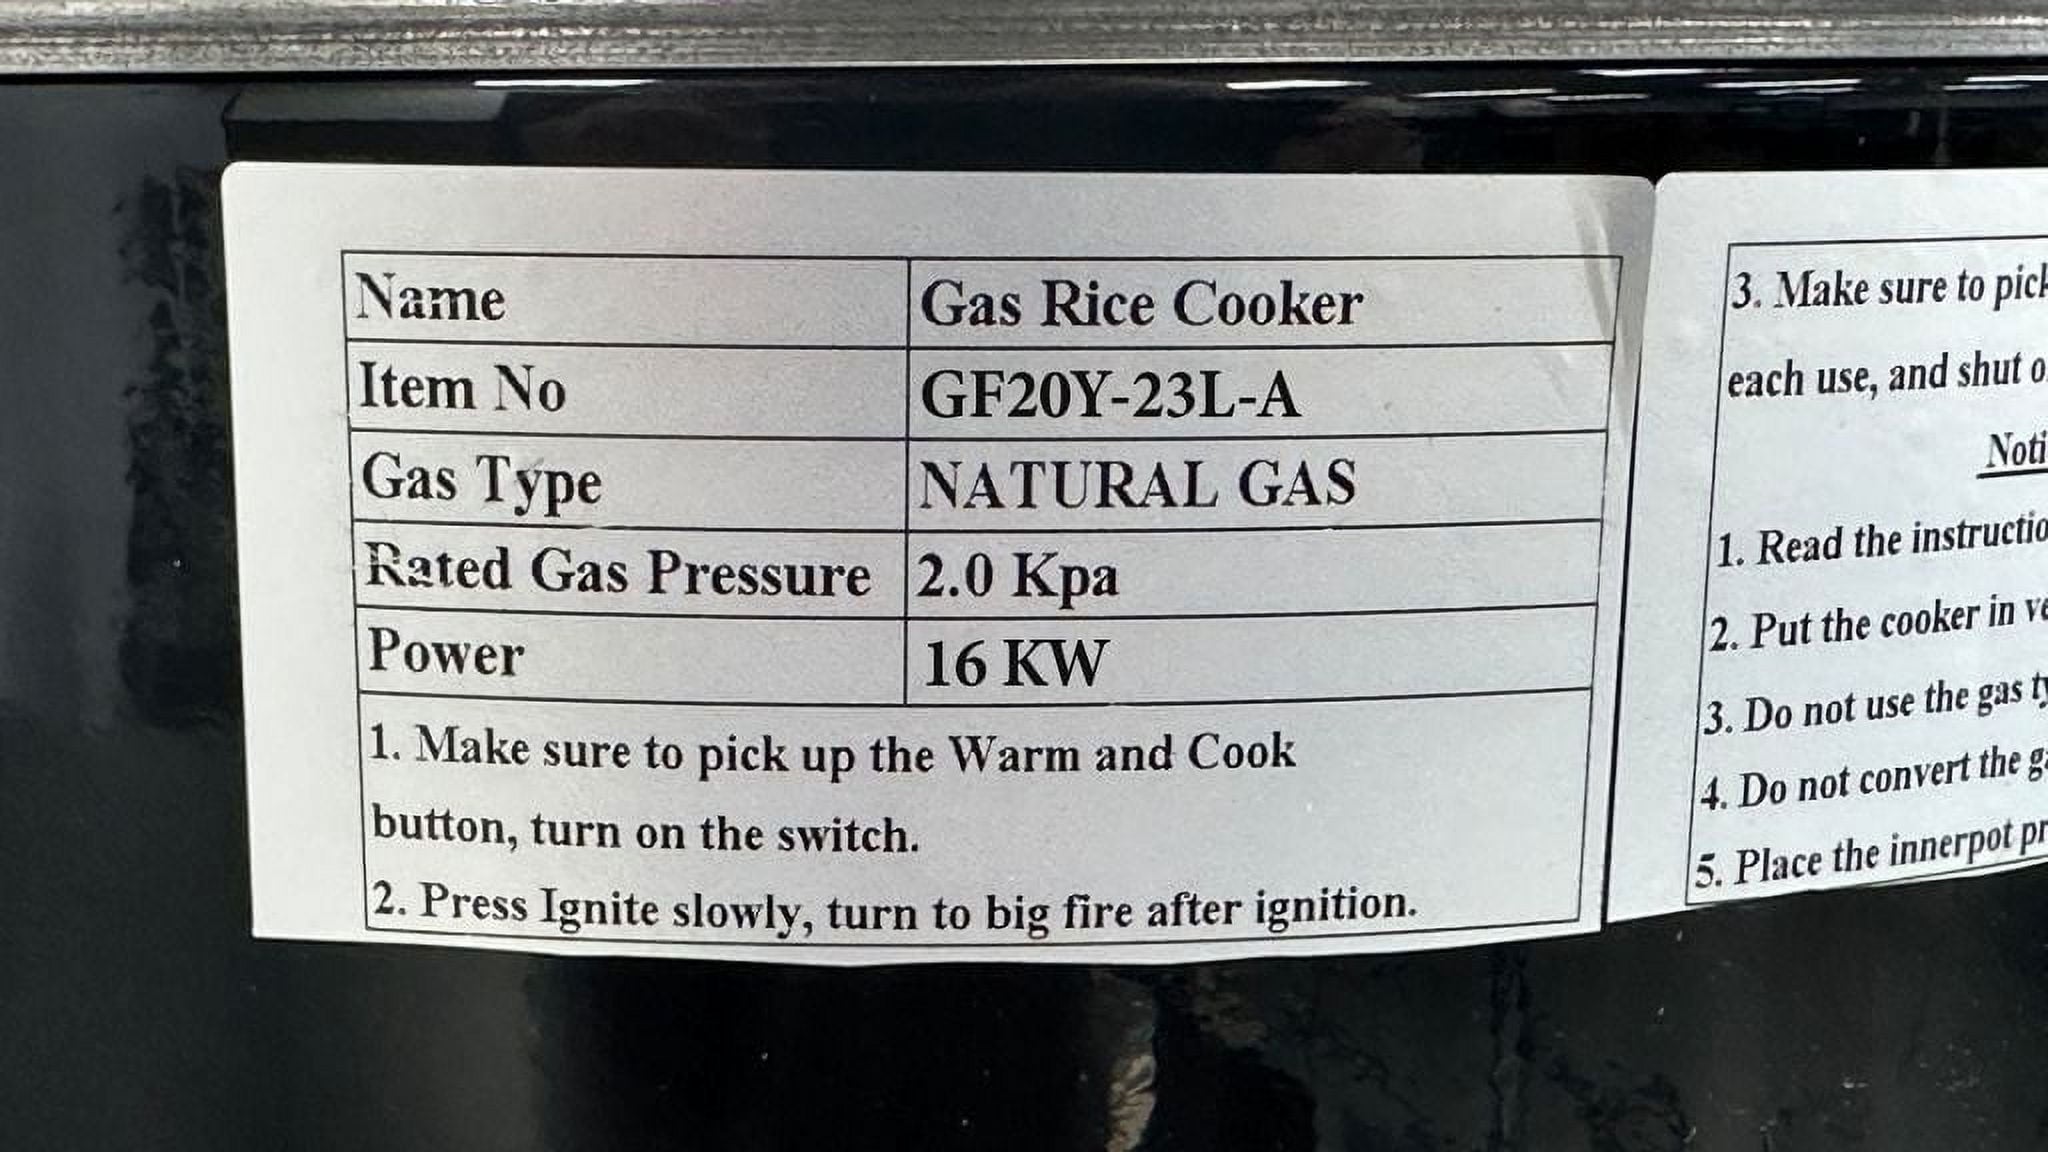 Name Gas Rice Cooker
Item No GF20Y-23L-A
Gas Type NATURAL GAS
Rated Gas Pressure 2.0 Kpa
Power 16 KW
1. Make sure to pick up the Warm and Cook
button, turn on the switch.
2. Press Ignite slowly, turn to big fire after ignition.
3. Make sure to pick
each use, and shut
1. Read the
2. Put the cooker in
3. Do not use the gas
4. Do not convert the
5. Place the innerpot